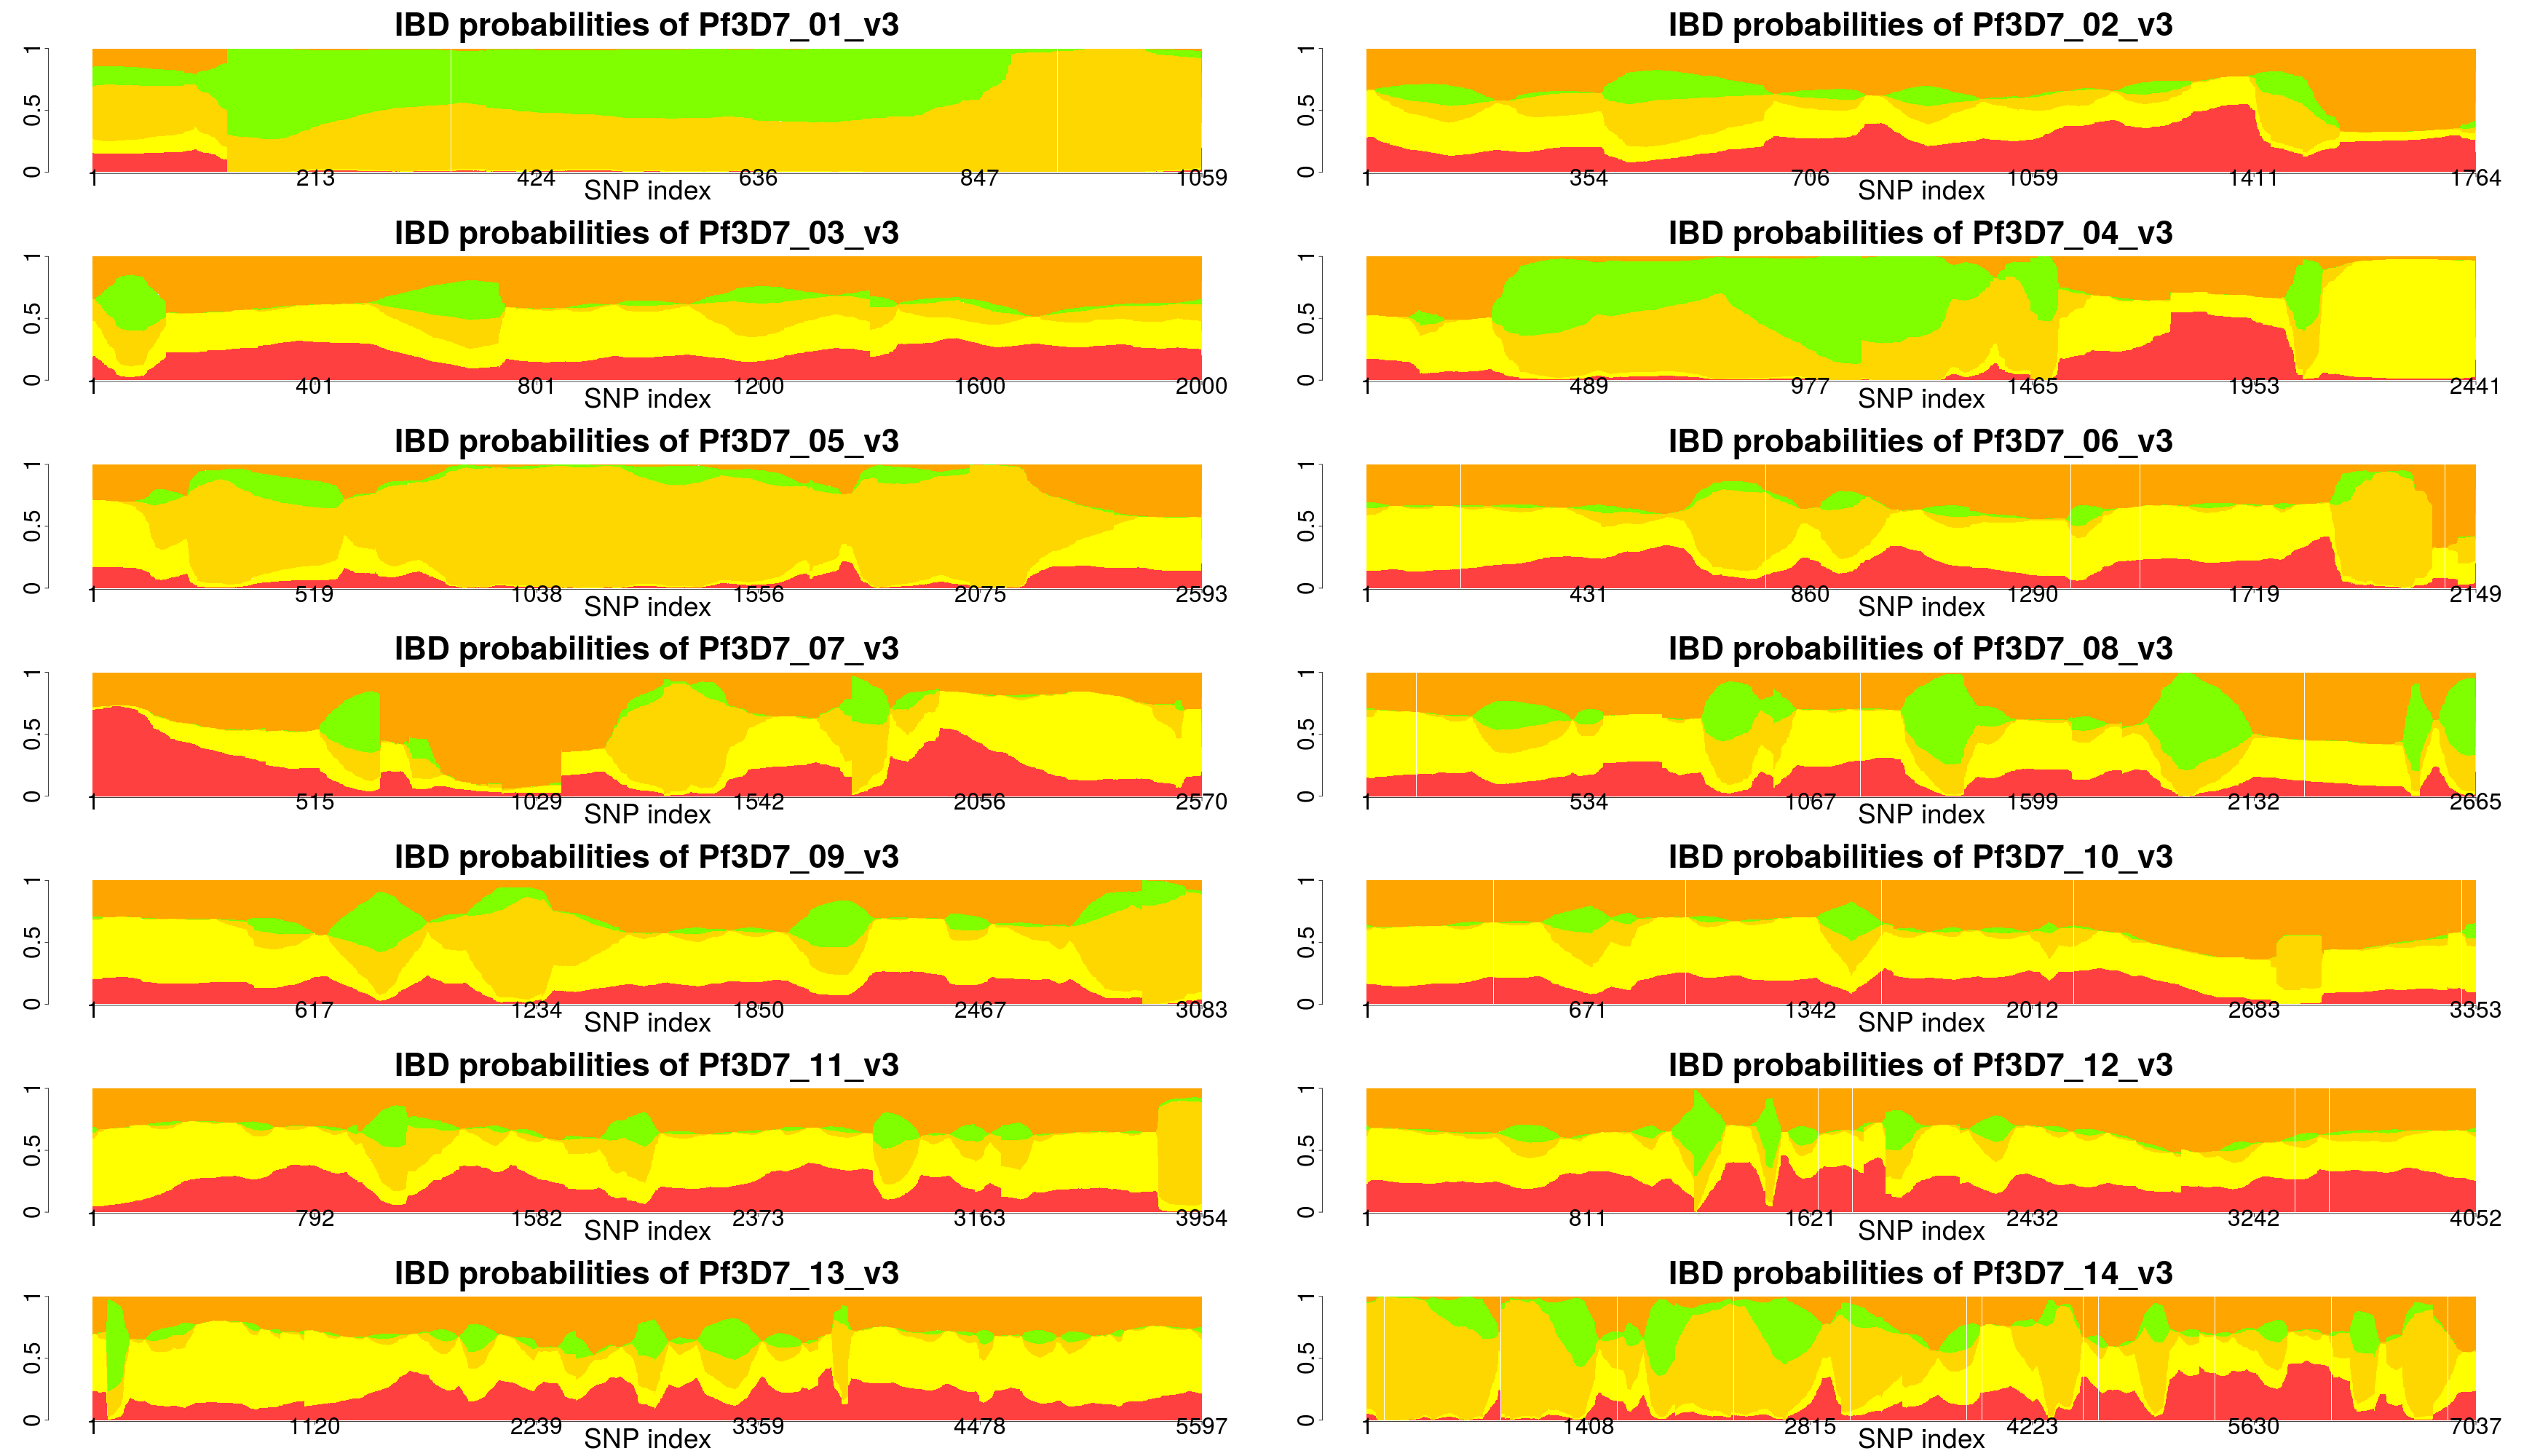 IBD probabilities of Pf3D7_01_v3
0 0.5 1
1 213 424 636 847 1059
SNP index
IBD probabilities of Pf3D7_02_v3
0 0.5 1
1 354 706 1059 1411 1764
SNP index
IBD probabilities of Pf3D7_03_v3
0 0.5 1
1 401 801 1200 1600 2000
SNP index
IBD probabilities of Pf3D7_04_v3
0 0.5 1
1 489 977 1465 1953 2441
SNP index
IBD probabilities of Pf3D7_05_v3
0 0.5 1
1 519 1038 1556 2075 2593
SNP index
IBD probabilities of Pf3D7_06_v3
0 0.5 1
1 431 860 1290 1719 2149
SNP index
IBD probabilities of Pf3D7_07_v3
0 0.5 1
1 515 1029 1542 2056 2570
SNP index
IBD probabilities of Pf3D7_08_v3
0 0.5 1
1 534 1067 1599 2132 2665
SNP index
IBD probabilities of Pf3D7_09_v3
0 0.5 1
1 617 1234 1850 2467 3083
SNP index
IBD probabilities of Pf3D7_10_v3
0 0.5 1
1 671 1342 2012 2683 3353
SNP index
IBD probabilities of Pf3D7_11_v3
0 0.5 1
1 792 1582 2373 3163 3954
SNP index
IBD probabilities of Pf3D7_12_v3
0 0.5 1
1 811 1621 2432 3242 4052
SNP index
IBD probabilities of Pf3D7_13_v3
0 0.5 1
1 1120 2239 3359 4478 5597
SNP index
IBD probabilities of Pf3D7_14_v3
0 0.5 1
1 1408 2815 4223 5630 7037
SNP index